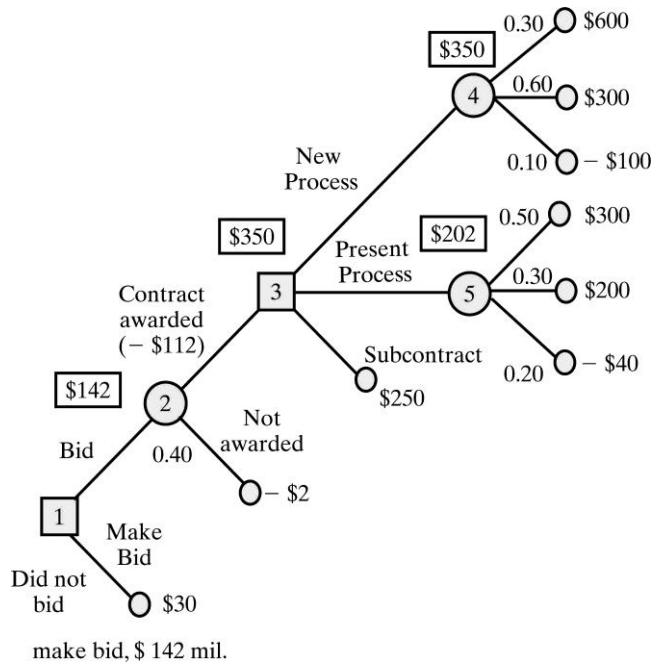 0.30
$600
$350
4
0.60
$300
New
Process
0.10
− $100
$350
0.50
$300
$202
Present
Process
3
5
0.30
$200
Contract
awarded
(− $112)
Subcontract
0.20
− $40
$250
$142
2
Not
awarded
Bid
0.40
− $2
1
Make
Bid
Did not
bid
$30
make bid, $ 142 mil.